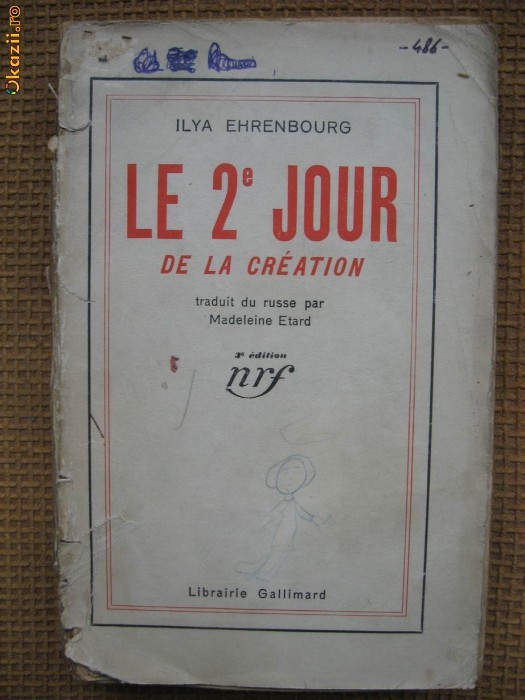 Okazii.ro
-486-
ILYA EHRENBOURG
LE 2e JOUR
DE LA CRÉATION
traduit du russe par
Madeleine Etard
3e édition
nrf
Librairie Gallimard